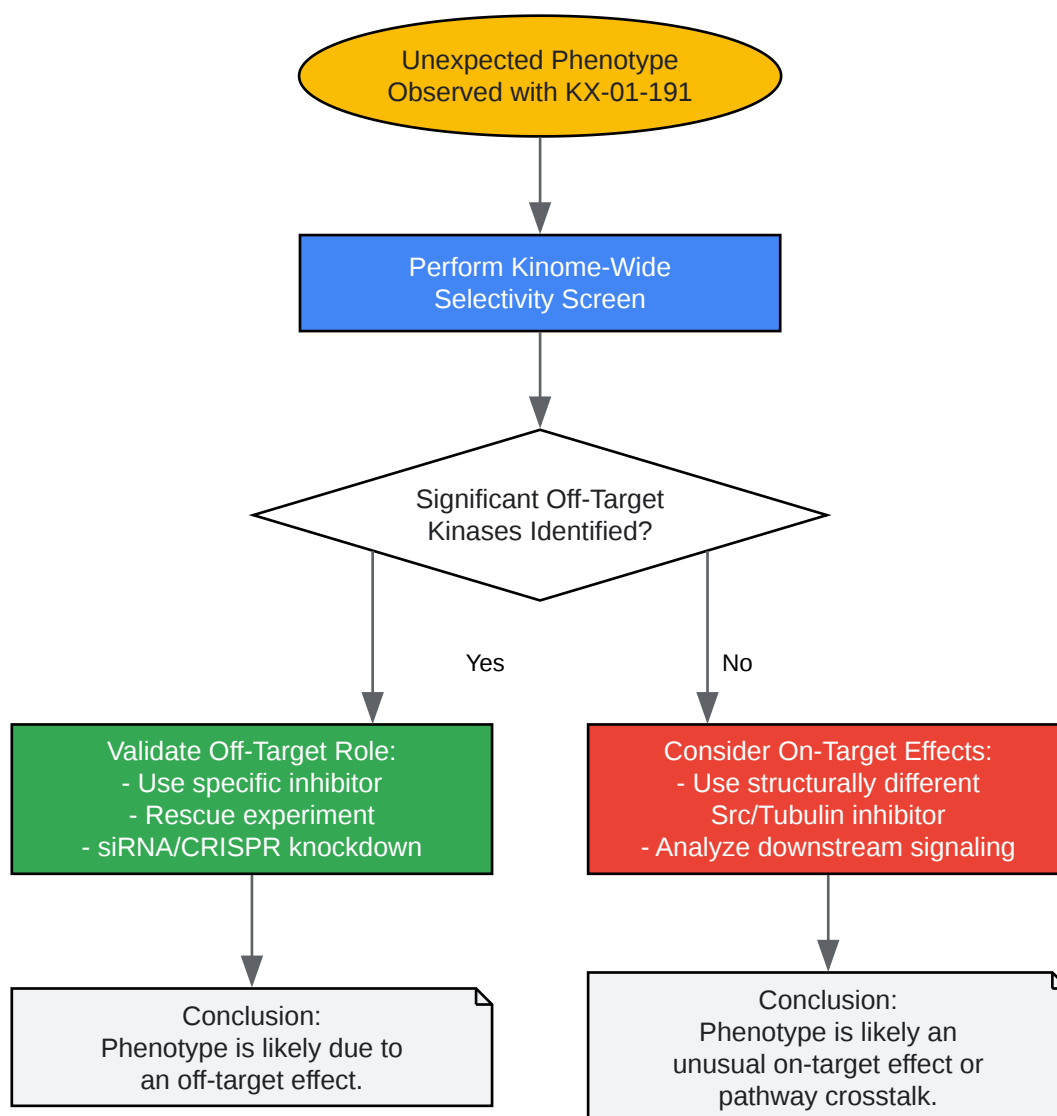 Unexpected Phenotype
Observed with KX-01-191
Perform Kinome-Wide
Selectivity Screen
Significant Off-Target
Kinases Identified?
Yes
No
Validate Off-Target Role:
- Use specific inhibitor
- Rescue experiment
- siRNA/CRISPR knockdown
Consider On-Target Effects:
- Use structurally different
Src/Tubulin inhibitor
- Analyze downstream signaling
Conclusion:
Phenotype is likely due to
an off-target effect.
Conclusion:
Phenotype is likely an
unusual on-target effect or
pathway crosstalk.